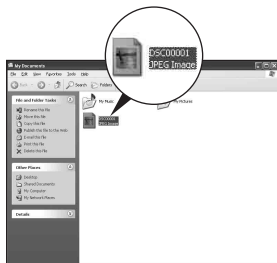 DSC00001
JPEG Image
My Documents
File Edit View Favorites Tools Help
Back
Search
Folders
File and Folder Tasks
Rename this file
Move this file
Copy this file
Publish this file to the Web
E-mail this file
Print this file
Delete this file
My Music
My Pictures
DSC00001
JPEG Image
Other Places
Desktop
Shared Documents
My Computer
My Network Places
Details